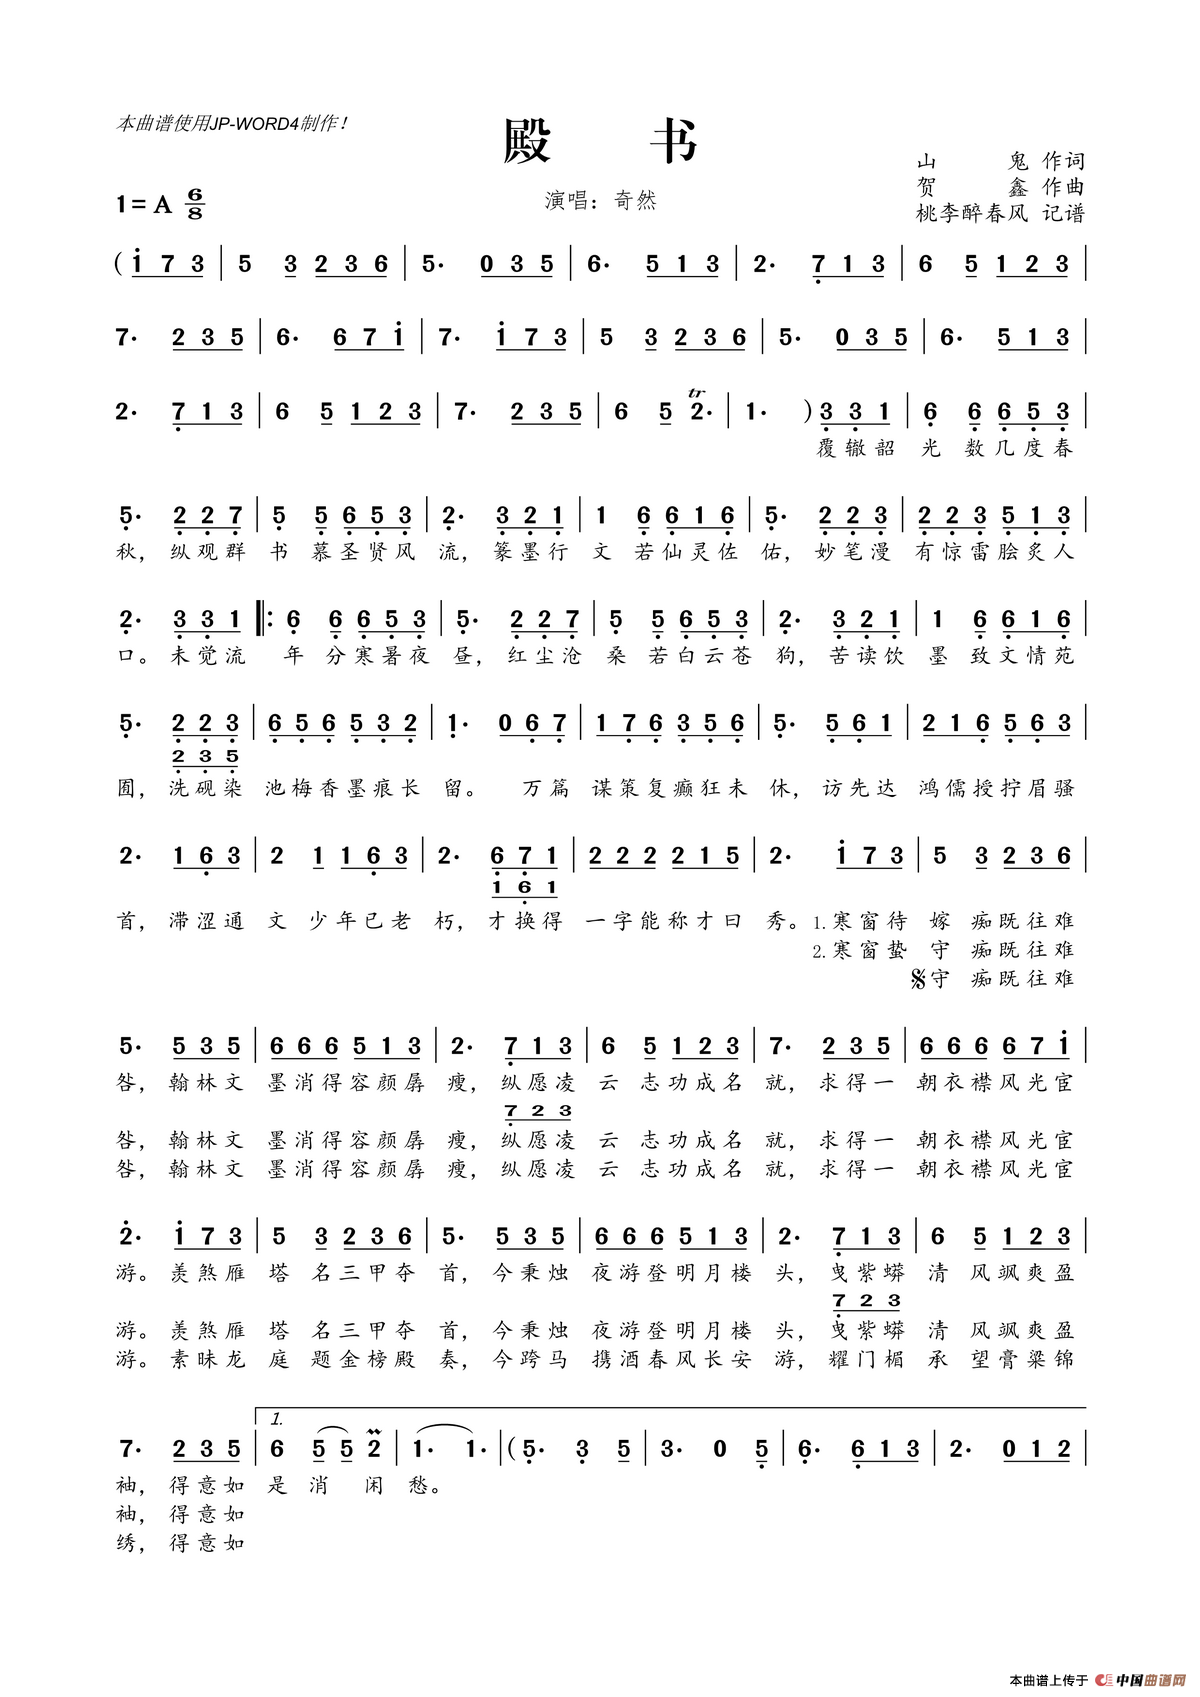 本曲谱使用JP-WORD4制作！
殿 书
山 鬼 作词
贺 鑫 作曲
桃李醉春风 记谱
演唱：奇然
1=A 6/8
( 1 7 3 | 5 3 2 3 6 | 5· 0 3 5 | 6· 5 1 3 | 2· 7 1 3 | 6 5 1 2 3 |
7· 2 3 5 | 6· 6 7 1 | 7· 1 7 3 | 5 3 2 3 6 | 5· 0 3 5 | 6· 5 1 3 |
tr
2· 7 1 3 | 6 5 1 2 3 | 7· 2 3 5 | 6 5 2· | 1· ) 3 3 1 | 6 6 6 5 3 |
覆辙韶 光 数几度春
5· 2 2 7 | 5 5 6 5 3 | 2· 3 2 1 | 1 6 6 1 6 | 5· 2 2 3 | 2 2 3 5 1 3 |
秋，纵观群 书 慕圣贤风 流，篆墨行 文 若仙灵佐 佑，妙笔漫 有惊雷脍炙人
2· 3 3 1 ‖: 6 6 6 5 3 | 5· 2 2 7 | 5 5 6 5 3 | 2· 3 2 1 | 1 6 6 1 6 |
口。未觉流 年 分寒暑夜 昼，红尘沧 桑 若白云苍 狗，苦读饮 墨 致文情苑
5· 2 2 3 | 6 5 6 5 3 2 | 1· 0 6 7 | 1 7 6 3 5 6 | 5· 5 6 1 | 2 1 6 5 6 3 |
2 3 5
囿，洗砚染 池梅香墨痕长 留。 万篇 谋策复癫狂未 休，访先达 鸿儒授拧眉骚
2· 1 6 3 | 2 1 1 6 3 | 2· 6 7 1 | 2 2 2 2 1 5 | 2· 1 7 3 | 5 3 2 3 6 |
1 6 1
首，滞涩通 文 少年已老 朽，才换得 一字能称才曰 秀。1.寒窗待 嫁 痴既往难
2.寒窗蛰 守 痴既往难
𝄋守 痴既往难
5· 5 3 5 | 6 6 6 5 1 3 | 2· 7 1 3 | 6 5 1 2 3 | 7· 2 3 5 | 6 6 6 6 7 1 |
咎，翰林文 墨消得容颜孱 瘦，纵愿凌 云 志功成名 就，求得一 朝衣襟风光宦
7 2 3
咎，翰林文 墨消得容颜孱 瘦，纵愿凌 云 志功成名 就，求得一 朝衣襟风光宦
咎，翰林文 墨消得容颜孱 瘦，纵愿凌 云 志功成名 就，求得一 朝衣襟风光宦
2· 1 7 3 | 5 3 2 3 6 | 5· 5 3 5 | 6 6 6 5 1 3 | 2· 7 1 3 | 6 5 1 2 3 |
游。羡煞雁 塔 名三甲夺 首，今秉烛 夜游登明月楼 头，曳紫蟒 清 风飒爽盈
7 2 3
游。羡煞雁 塔 名三甲夺 首，今秉烛 夜游登明月楼 头，曳紫蟒 清 风飒爽盈
游。素昧龙 庭 题金榜殿 奏，今跨马 携酒春风长安 游，耀门楣 承 望膏粱锦
1.
7· 2 3 5 | 6 5 5 2 | 1· 1· | ( 5· 3 5 | 3· 0 5 | 6· 6 1 3 | 2· 0 1 2 |
袖，得意如 是 消 闲 愁。
袖，得意如
绣，得意如
本曲谱上传于 中国曲谱网